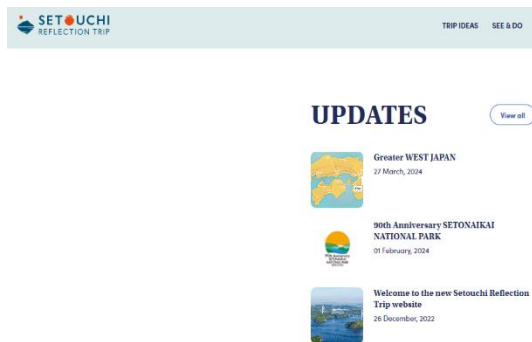 SETOUCHI
REFLECTION TRIP
TRIP IDEAS SEE & DO
UPDATES
View all
Greater WEST JAPAN
27 March, 2024
90th Anniversary SETONAIKAI
NATIONAL PARK
01 February, 2024
Welcome to the new Setouchi Reflection
Trip website
26 December, 2022